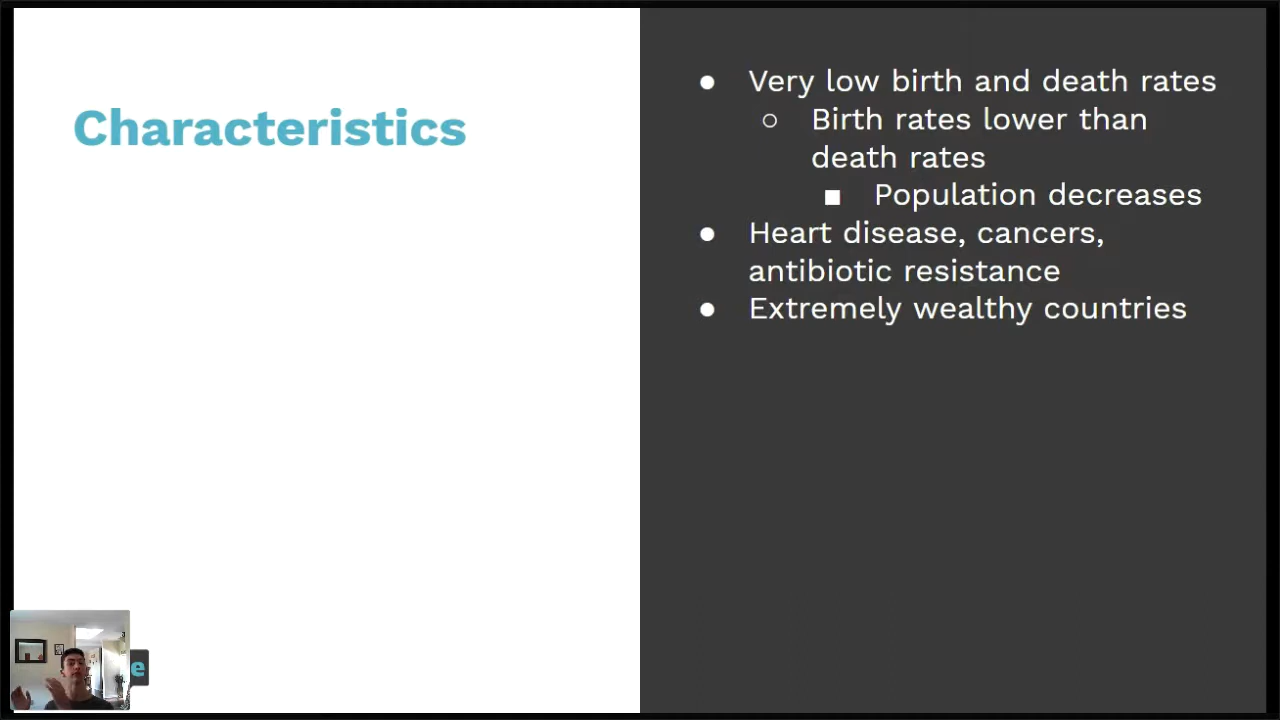 Characteristics
● Very low birth and death rates
○ Birth rates lower than
death rates
■ Population decreases
● Heart disease, cancers,
antibiotic resistance
● Extremely wealthy countries
e